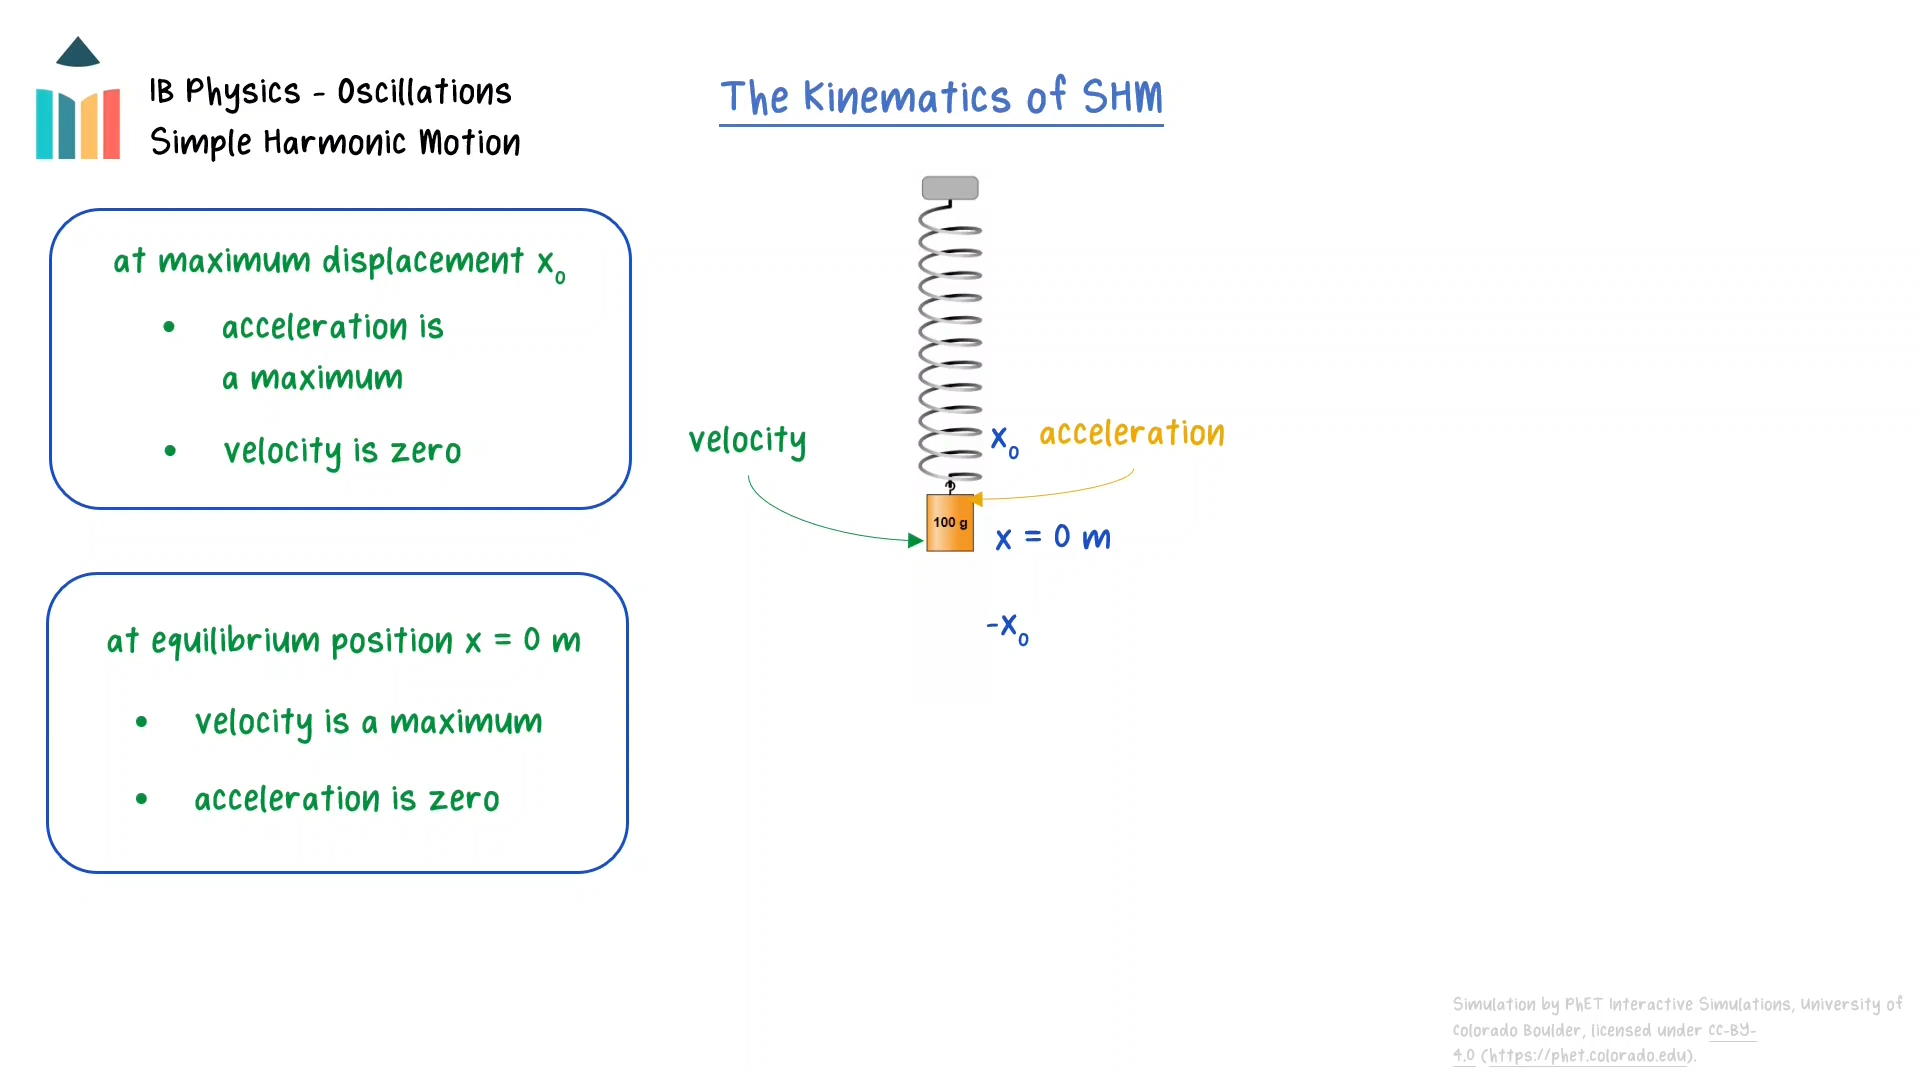 IB Physics - Oscillations
Simple Harmonic Motion
The Kinematics of SHM
at maximum displacement x₀
• acceleration is
a maximum
• velocity is zero
at equilibrium position x = 0 m
• velocity is a maximum
• acceleration is zero
velocity
x₀
acceleration
100 g
x = 0 m
-x₀
Simulation by PhET Interactive Simulations, University of
Colorado Boulder, licensed under CC-BY-
4.0 (https://phet.colorado.edu).